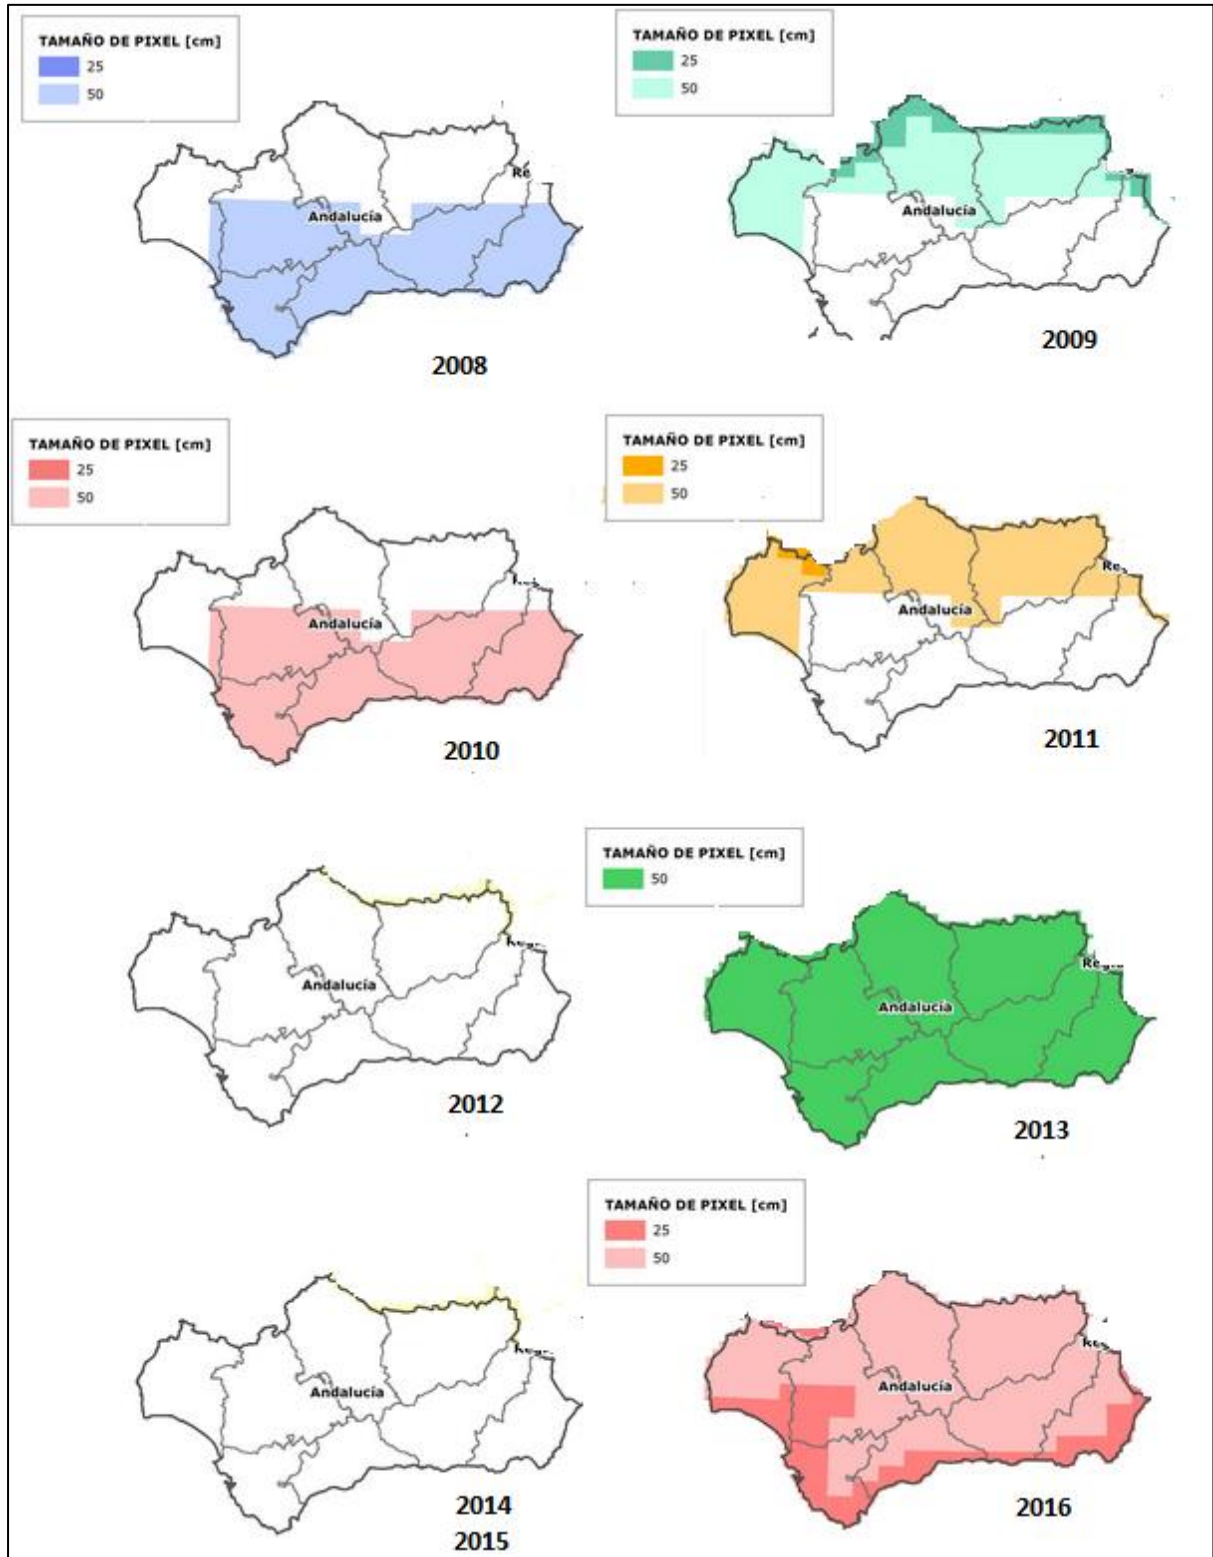 TAMAÑO DE PIXEL [cm]
25
50
Andalucía
2008
TAMAÑO DE PIXEL [cm]
25
50
Andalucía
2009
TAMAÑO DE PIXEL [cm]
25
50
Andalucía
2010
TAMAÑO DE PIXEL [cm]
25
50
Andalucía
2011
Andalucía
2012
TAMAÑO DE PIXEL [cm]
50
Andalucía
2013
Andalucía
2014
2015
TAMAÑO DE PIXEL [cm]
25
50
Andalucía
2016